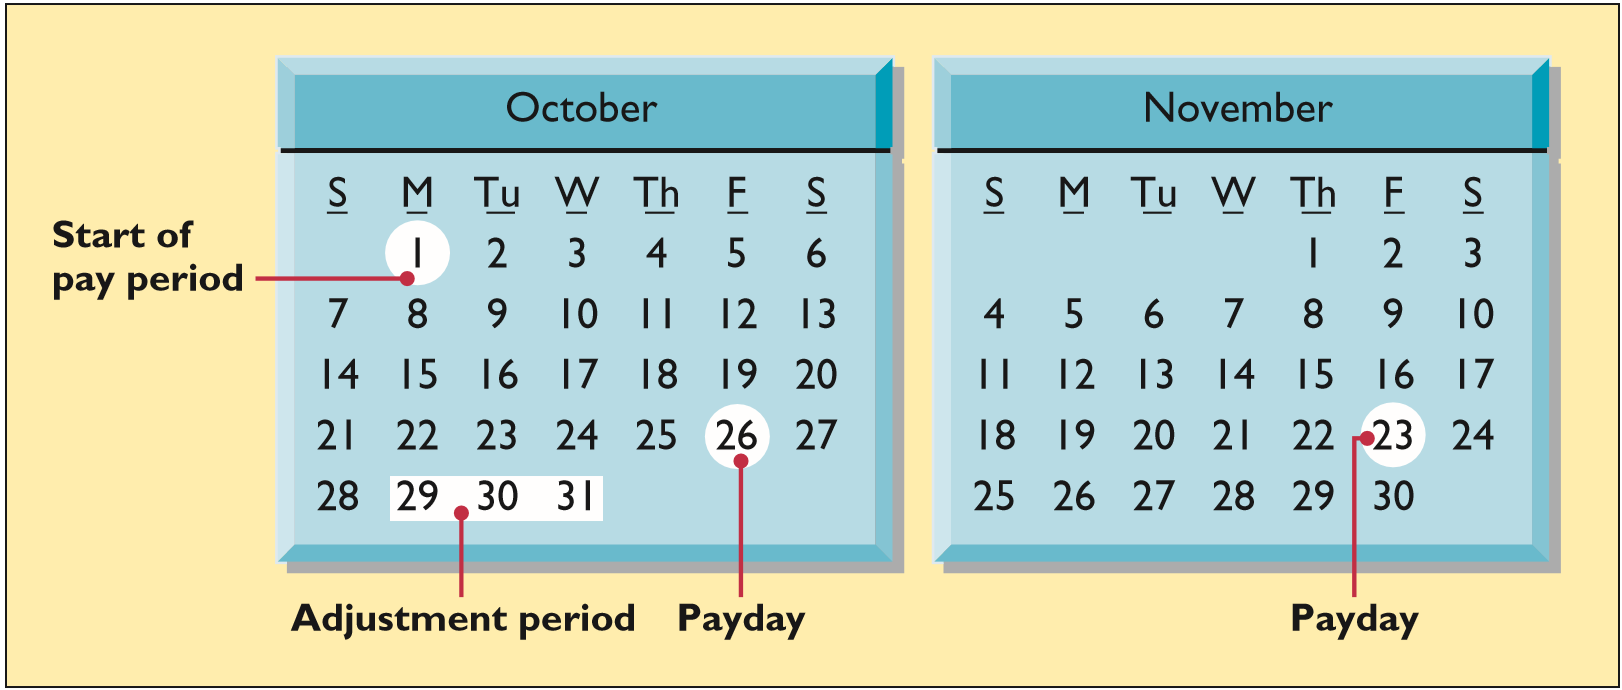 October
S M Tu W Th F S
1 2 3 4 5 6
7 8 9 10 11 12 13
14 15 16 17 18 19 20
21 22 23 24 25 26 27
28 29 30 31
November
S M Tu W Th F S
1 2 3
4 5 6 7 8 9 10
11 12 13 14 15 16 17
18 19 20 21 22 23 24
25 26 27 28 29 30
Start of
pay period
Adjustment period
Payday
Payday